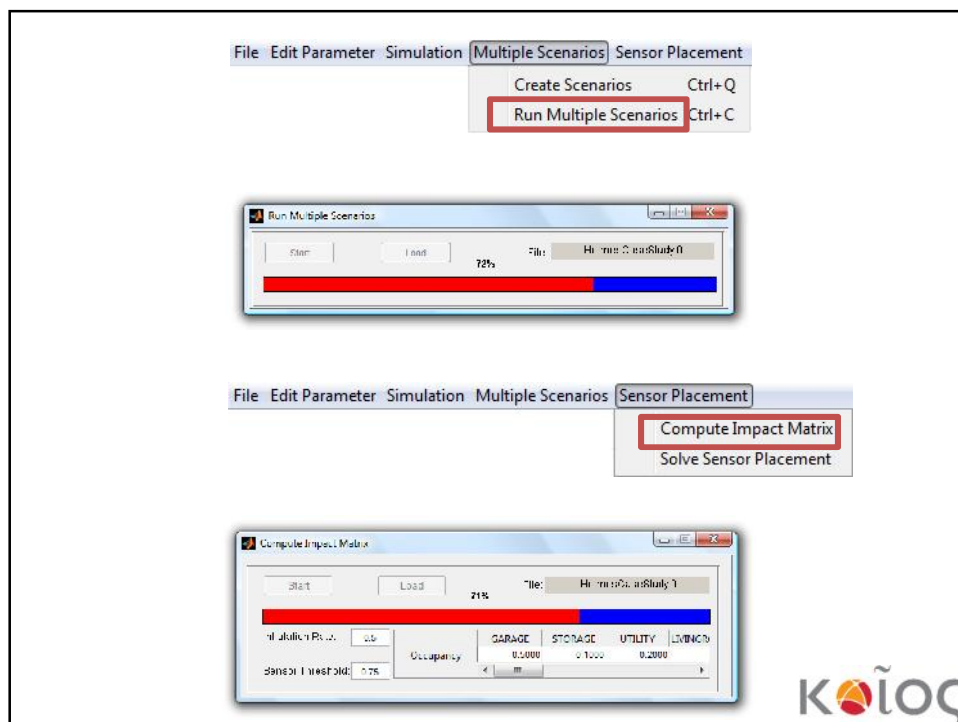 File Edit Parameter Simulation Multiple Scenarios Sensor Placement
Create Scenarios Ctrl+Q
Run Multiple Scenarios Ctrl+C
Run Multiple Scenarios
Start Load 72% File:
File Edit Parameter Simulation Multiple Scenarios Sensor Placement
Compute Impact Matrix
Solve Sensor Placement
Compute Impact Matrix
Start Load 71% File:
Inhalation Rate: 0.5 GARAGE STORAGE UTILITY
Occupancy 0.5000 0.1000 0.2000
Sensor Threshold: 0.75